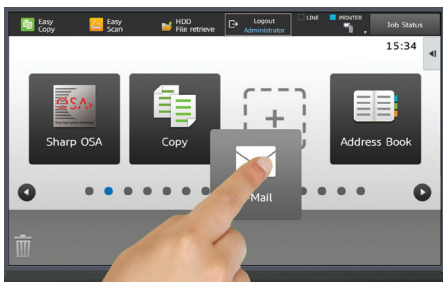 Easy Copy
Easy Scan
HDD File retrieve
Logout Administrator
LINE
PRINTER
Job Status
15:34
OSA
Sharp OSA
Copy
Mail
Address Book